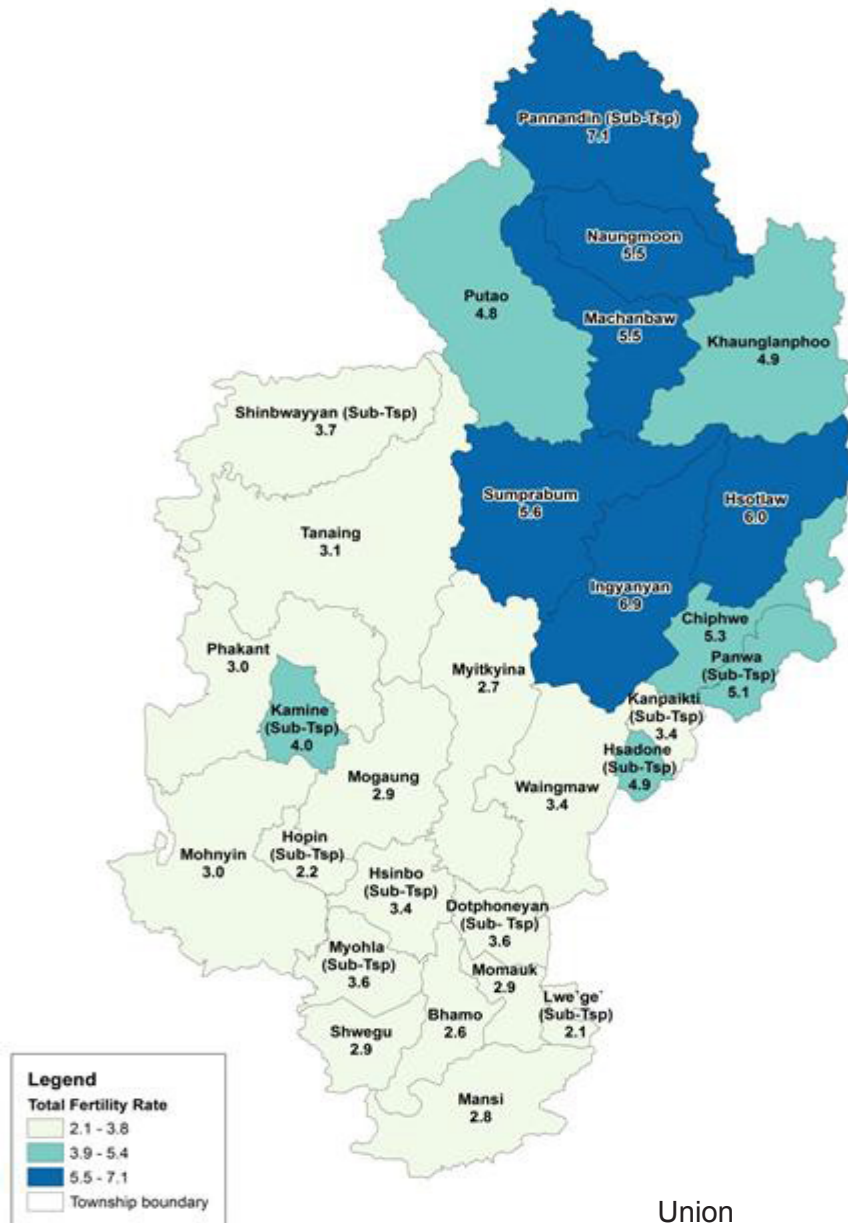 Pannandin (Sub-Tsp)
7.1
Naungmoon
5.5
Putao
4.8
Machanbaw
5.5
Khaunglanphoo
4.9
Shinbwayyan (Sub-Tsp)
3.7
Sumprabum
5.6
Hsotlaw
6.0
Tanaing
3.1
Ingyanyan
6.9
Chiphwe
5.3
Phakant
3.0
Myitkyina
2.7
Panwa
(Sub-Tsp)
5.1
Kamine
(Sub-Tsp)
4.0
Kanpaikti
(Sub-Tsp)
3.4
Hsadone
(Sub-Tsp)
4.9
Mogaung
2.9
Waingmaw
3.4
Mohnyin
3.0
Hopin
(Sub-Tsp)
2.2
Hsinbo
(Sub-Tsp)
3.4
Dotphoneyan
(Sub- Tsp)
3.6
Myohla
(Sub-Tsp)
3.6
Momauk
2.9
Lwe`ge`
(Sub-Tsp)
2.1
Bhamo
2.6
Shwegu
2.9
Mansi
2.8
Legend
Total Fertility Rate
2.1 - 3.8
3.9 - 5.4
5.5 - 7.1
Township boundary
Union